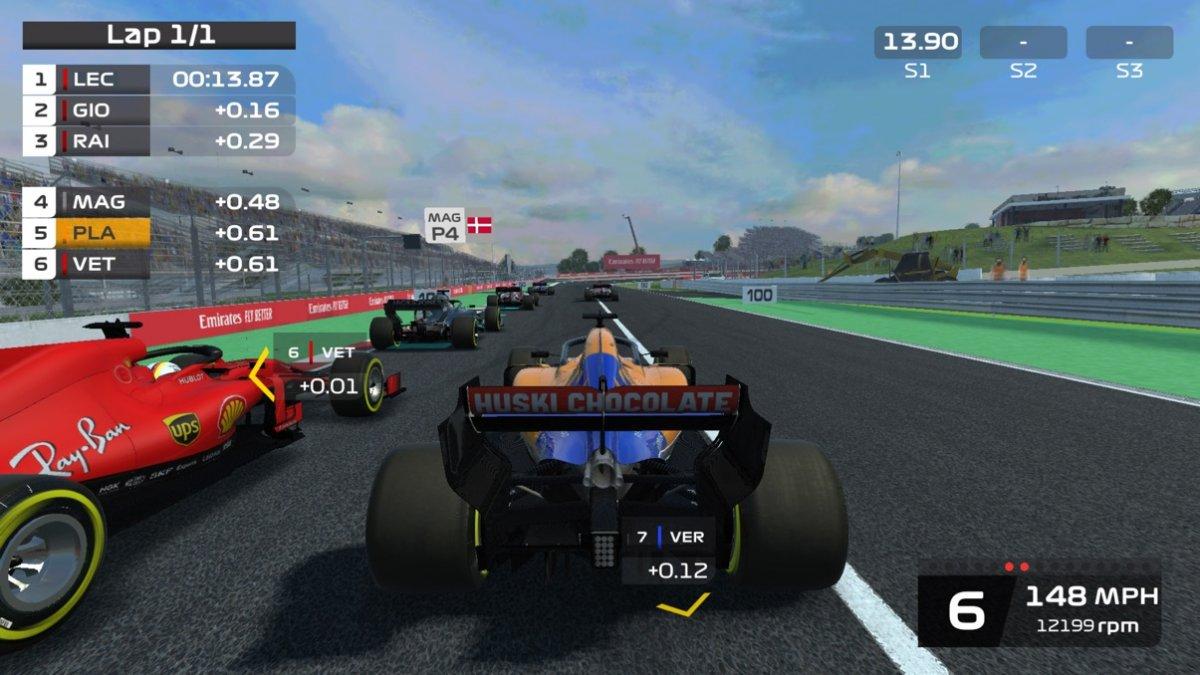 Lap 1/1
1 LEC 00:13.87
2 GIO +0.16
3 RAI +0.29
4 MAG +0.48
5 PLA +0.61
6 VET +0.61
13.90 - -
S1 S2 S3
MAG
P4
Emirates
100
Emirates FLY BETTER
Emirates FLY BETTER
Emirates
6 VET
+0.01
HUBLOT
ups
Ray-Ban
SKF
HUSKI CHOCOLATE
7 VER
+0.12
6 148 MPH
12199 rpm